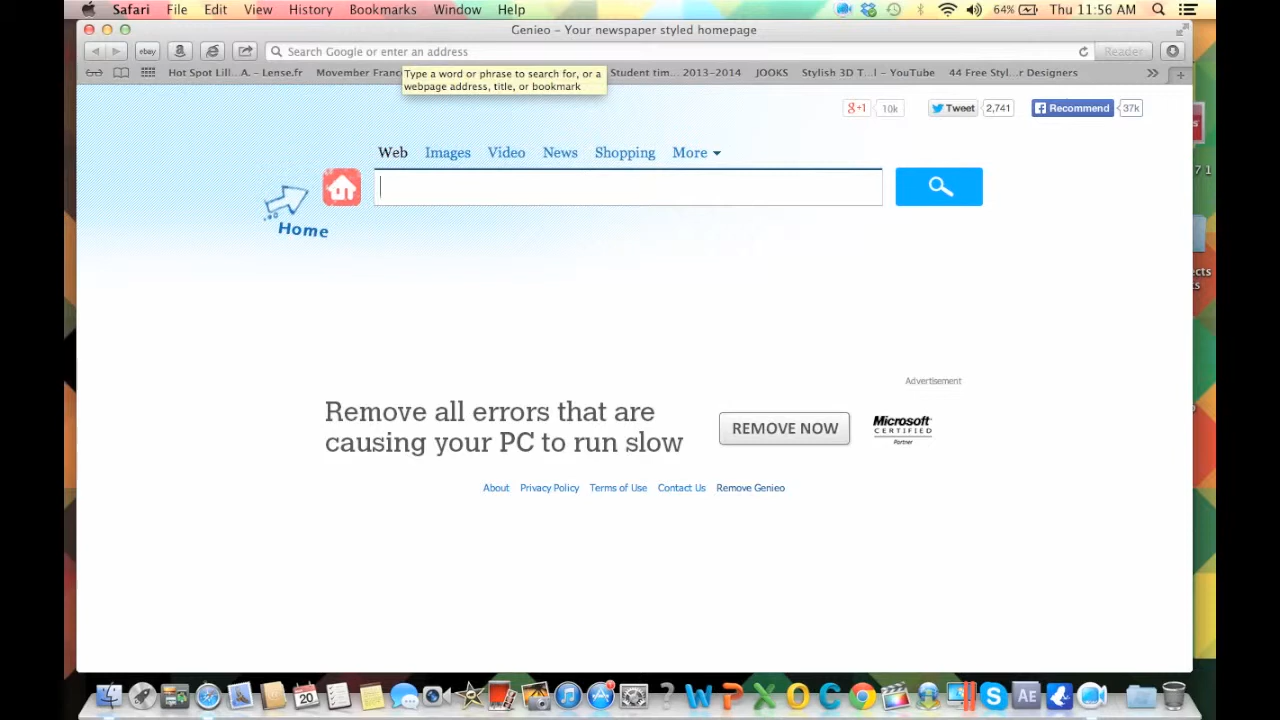 Safari File Edit View History Bookmarks Window Help 64% Thu 11:56 AM
Genieo – Your newspaper styled homepage
ebay Search Google or enter an address Reader
Hot Spot Lill...A. – Lense.fr Movember Franc Student tim... 2013–2014 JOOKS Stylish 3D T...l – YouTube 44 Free Styl...r Designers
Type a word or phrase to search for, or a
webpage address, title, or bookmark
g+1 10k Tweet 2,741 Recommend 37k
Web Images Video News Shopping More
Home
Advertisement
Remove all errors that are
causing your PC to run slow
REMOVE NOW
Microsoft
CERTIFIED
Partner
About Privacy Policy Terms of Use Contact Us Remove Genieo
20
AE